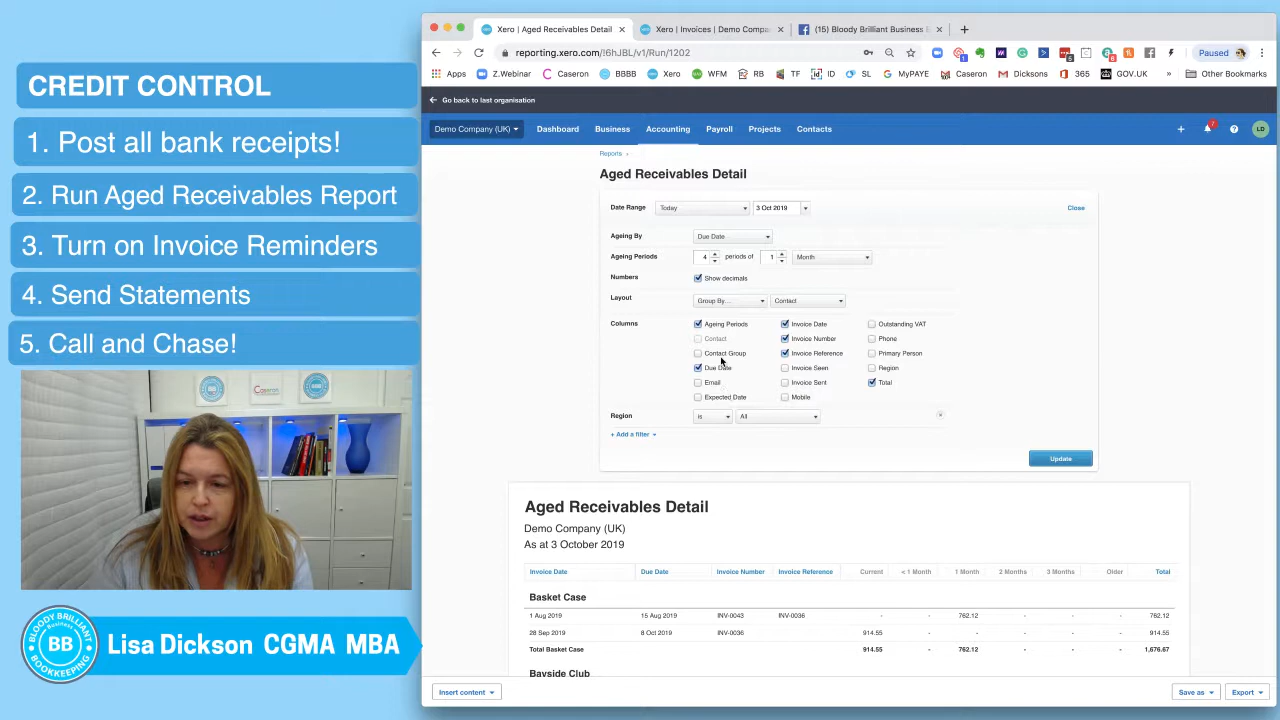 CREDIT CONTROL
1. Post all bank receipts!
2. Run Aged Receivables Report
3. Turn on Invoice Reminders
4. Send Statements
5. Call and Chase!
BLOODY BRILLIANT
Business
BB
BOOKKEEPING
Lisa Dickson CGMA MBA
Xero | Aged Receivables Detail
Xero | Invoices | Demo Compa
(15) Bloody Brilliant Business B
reporting.xero.com/!6hJBL/v1/Run/1202
Paused
Apps Z.Webinar Caseron BBBB Xero WFM RB TF ID SL MyPAYE Caseron Dicksons 365 GOV.UK » Other Bookmarks
Go back to last organisation
Demo Company (UK) Dashboard Business Accounting Payroll Projects Contacts 7 LD
Reports ›
Aged Receivables Detail
Date Range Today 3 Oct 2019 Close
Ageing By Due Date
Ageing Periods 4 periods of 1 Month
Numbers Show decimals
Layout Group By... Contact
Columns Ageing Periods Invoice Date Outstanding VAT
Contact Invoice Number Phone
Contact Group Invoice Reference Primary Person
Due Date Invoice Seen Region
Email Invoice Sent Total
Expected Date Mobile
Region is All
+ Add a filter
Update
Aged Receivables Detail
Demo Company (UK)
As at 3 October 2019
Invoice Date Due Date Invoice Number Invoice Reference Current < 1 Month 1 Month 2 Months 3 Months Older Total
Basket Case
1 Aug 2019 15 Aug 2019 INV-0043 INV-0036 - - 762.12 - - - 762.12
28 Sep 2019 8 Oct 2019 INV-0036 914.55 - - - - - 914.55
Total Basket Case 914.55 - 762.12 - - - 1,676.67
Bayside Club
Insert content Save as Export